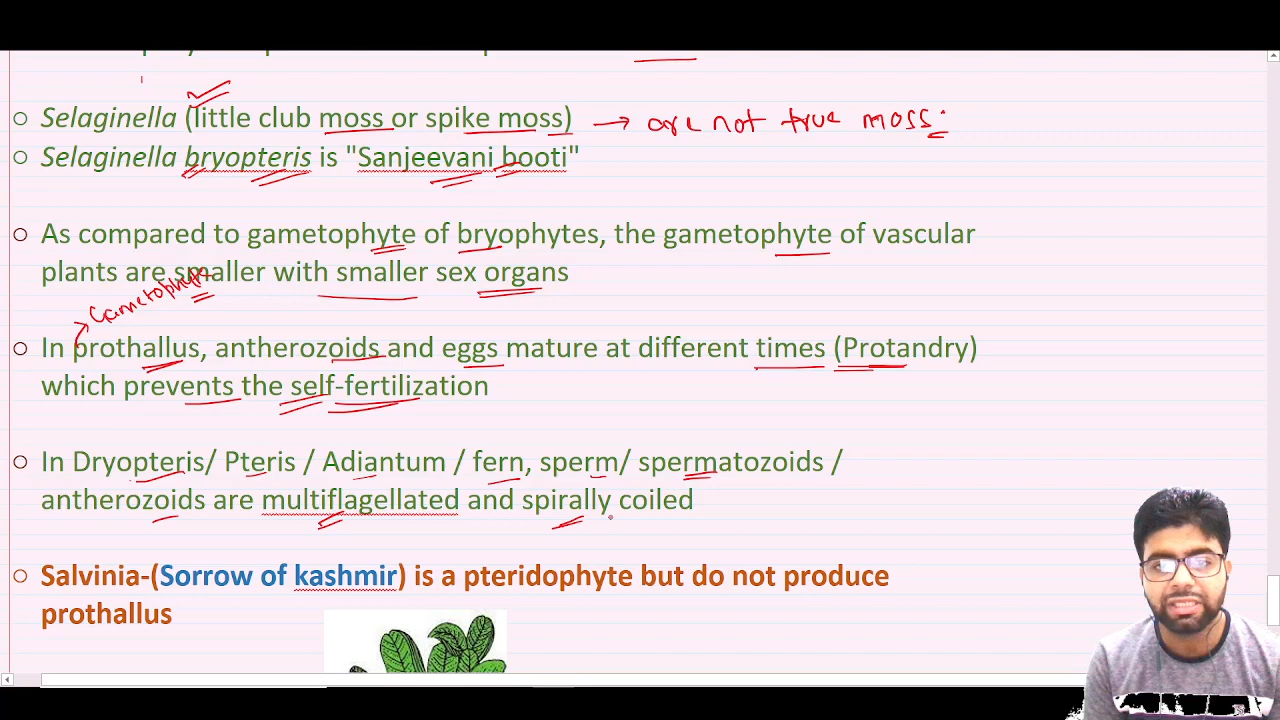 Selaginella (little club moss or spike moss) → are not true moss.
Selaginella bryopteris is "Sanjeevani booti"
As compared to gametophyte of bryophytes, the gametophyte of vascular
plants are smaller with smaller sex organs
Gametophyte
In prothallus, antherozoids and eggs mature at different times (Protandry)
which prevents the self-fertilization
In Dryopteris/ Pteris / Adiantum / fern, sperm/ spermatozoids /
antherozoids are multiflagellated and spirally coiled
Salvinia-(Sorrow of kashmir) is a pteridophyte but do not produce
prothallus